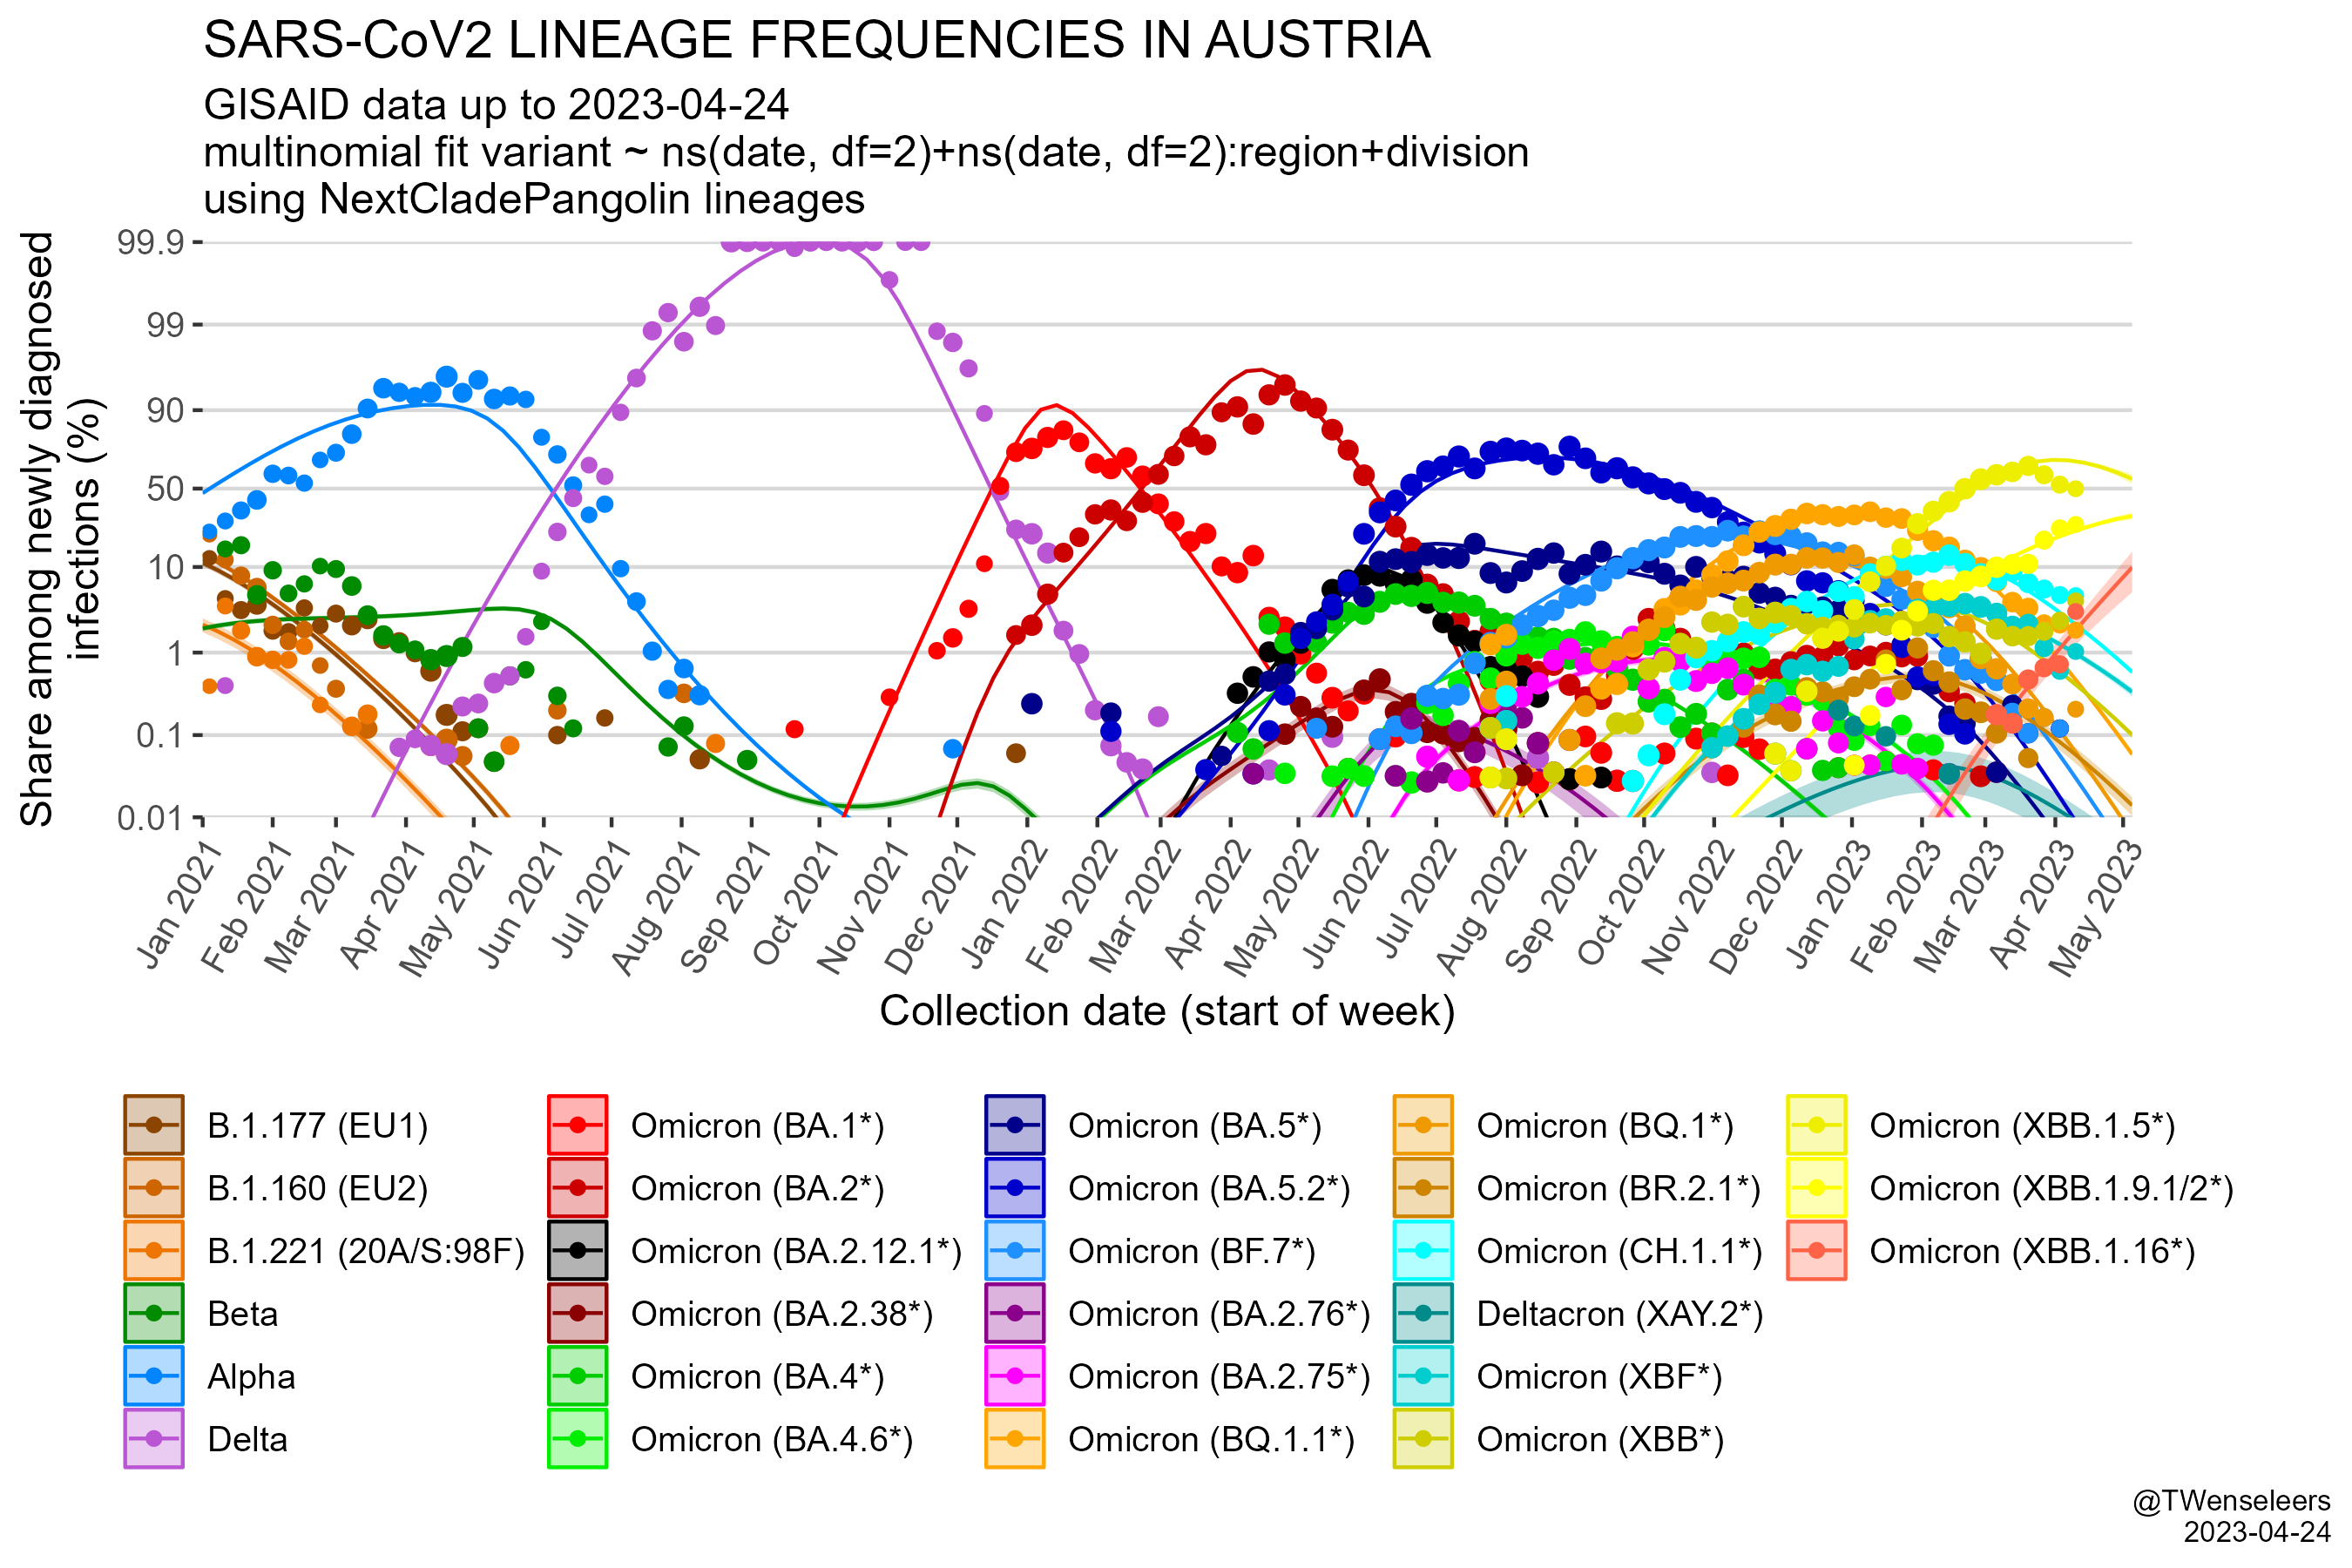 SARS-CoV2 LINEAGE FREQUENCIES IN AUSTRIA
GISAID data up to 2023-04-24
multinomial fit variant ~ ns(date, df=2)+ns(date, df=2):region+division
using NextCladePangolin lineages
Share among newly diagnosed
infections (%)
99.9
99
90
50
10
1
0.1
0.01
Jan 2021
Feb 2021
Mar 2021
Apr 2021
May 2021
Jun 2021
Jul 2021
Aug 2021
Sep 2021
Oct 2021
Nov 2021
Dec 2021
Jan 2022
Feb 2022
Mar 2022
Apr 2022
May 2022
Jun 2022
Jul 2022
Aug 2022
Sep 2022
Oct 2022
Nov 2022
Dec 2022
Jan 2023
Feb 2023
Mar 2023
Apr 2023
May 2023
Collection date (start of week)
B.1.177 (EU1)
B.1.160 (EU2)
B.1.221 (20A/S:98F)
Beta
Alpha
Delta
Omicron (BA.1*)
Omicron (BA.2*)
Omicron (BA.2.12.1*)
Omicron (BA.2.38*)
Omicron (BA.4*)
Omicron (BA.4.6*)
Omicron (BA.5*)
Omicron (BA.5.2*)
Omicron (BF.7*)
Omicron (BA.2.76*)
Omicron (BA.2.75*)
Omicron (BQ.1.1*)
Omicron (BQ.1*)
Omicron (BR.2.1*)
Omicron (CH.1.1*)
Deltacron (XAY.2*)
Omicron (XBF*)
Omicron (XBB*)
Omicron (XBB.1.5*)
Omicron (XBB.1.9.1/2*)
Omicron (XBB.1.16*)
@TWenseleers
2023-04-24